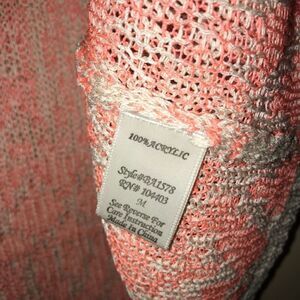 100% ACRYLIC
Style#BA1578
RN# 104403
M
See Reverse For
Care Instruction
Made In China